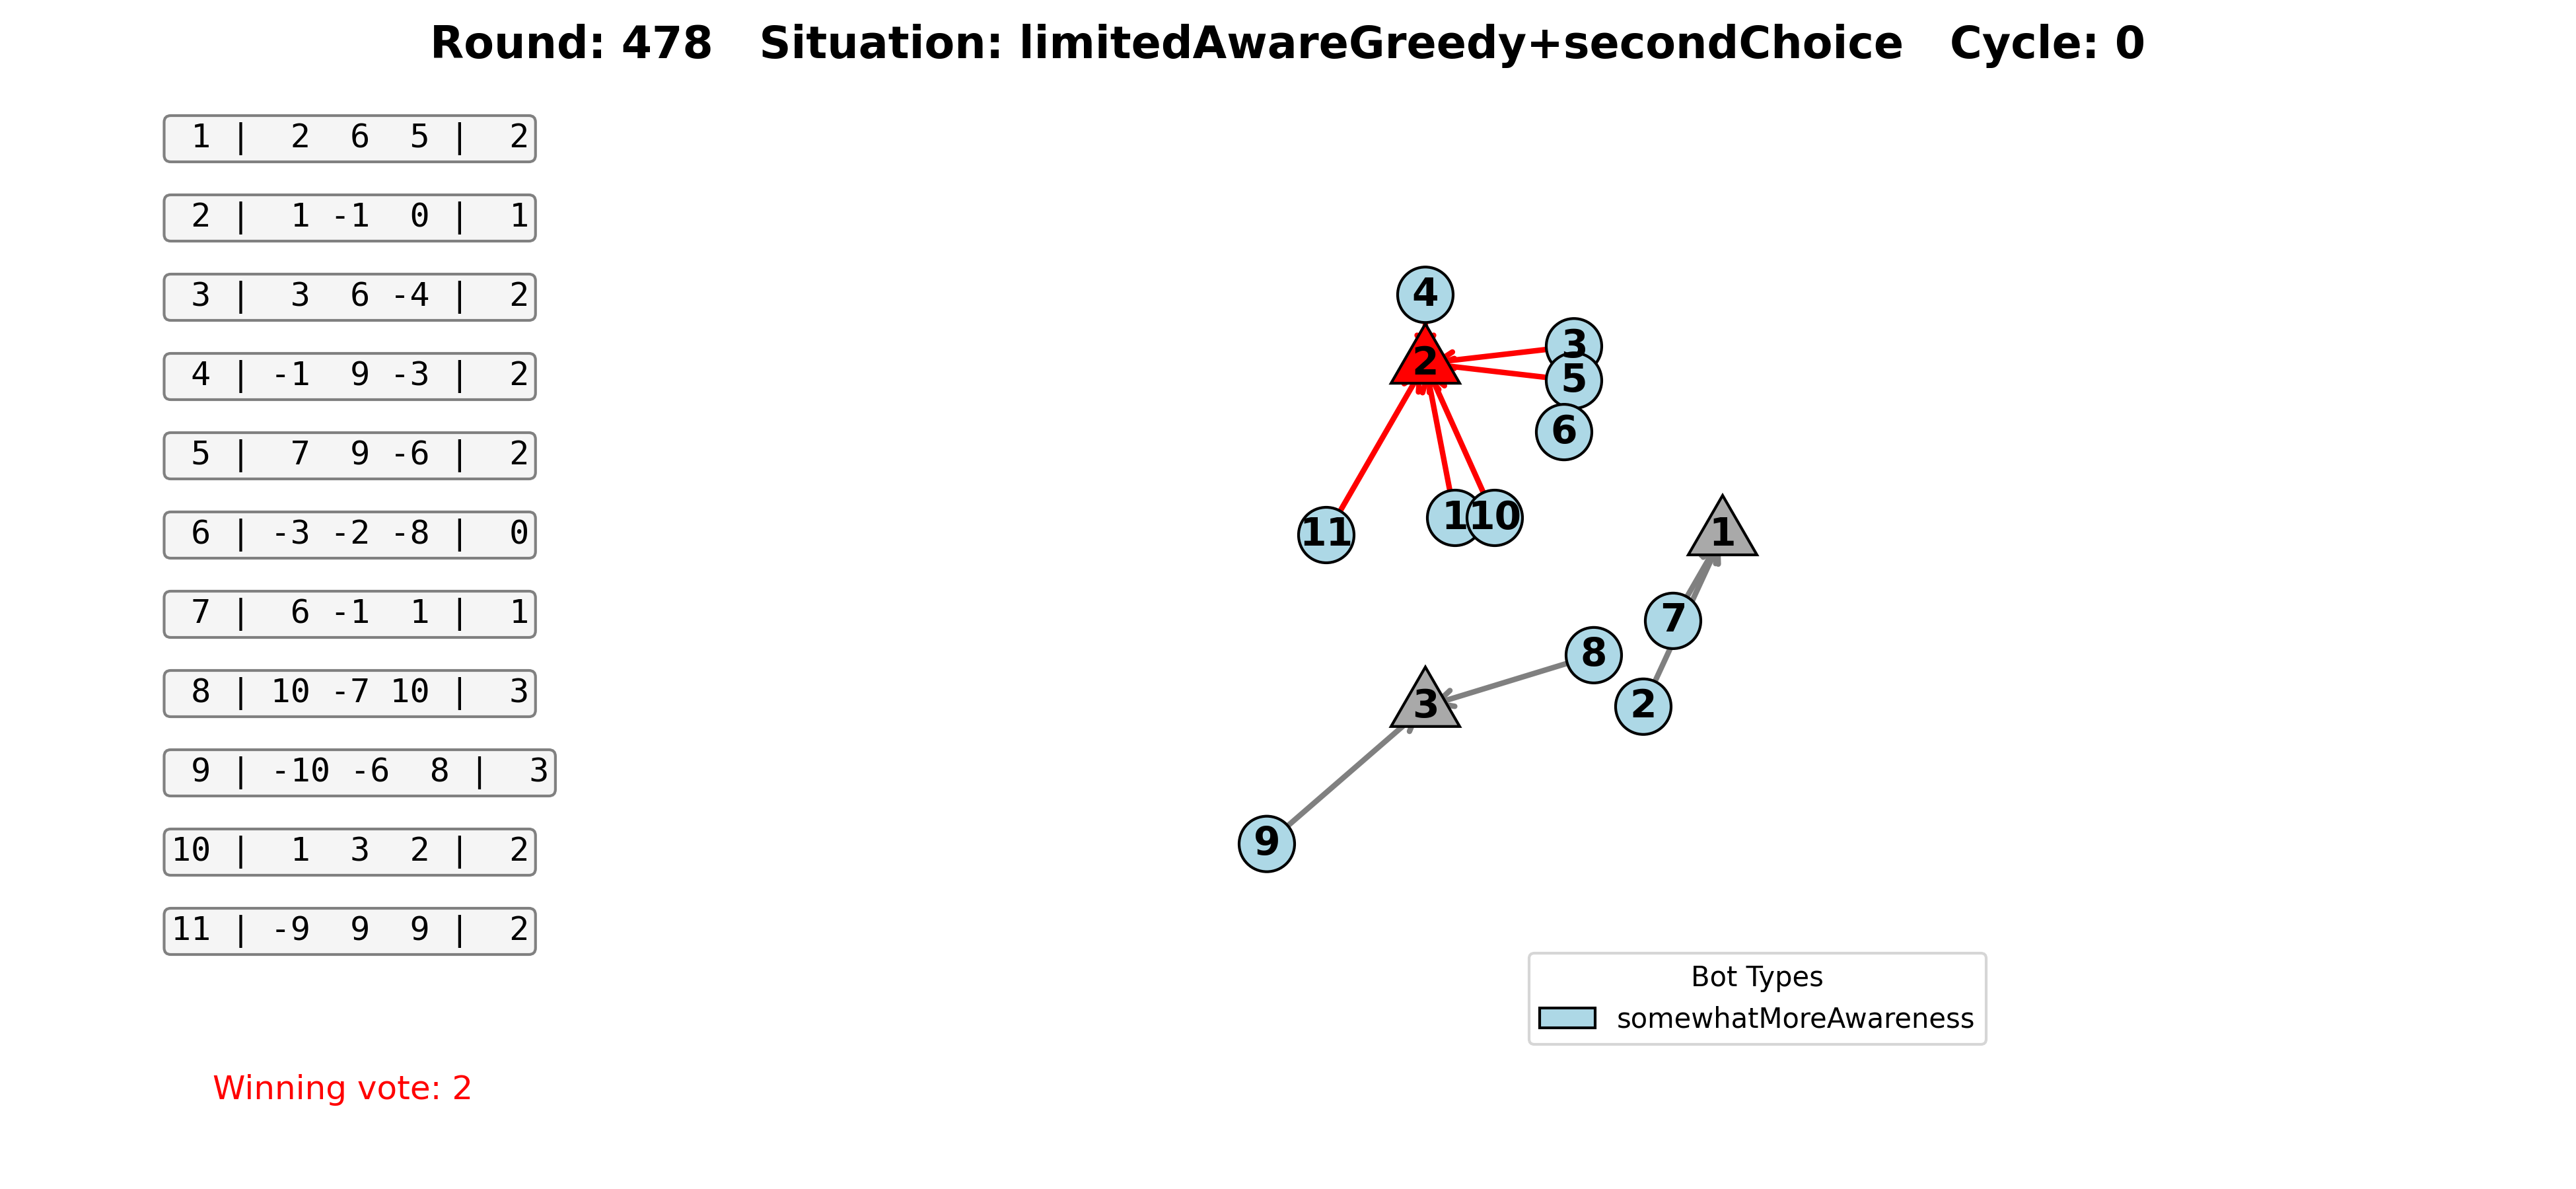 Round: 478   Situation: limitedAwareGreedy+secondChoice   Cycle: 0
1 |  2  6  5 |  2
2 |  1 -1  0 |  1
3 |  3  6 -4 |  2
4 | -1  9 -3 |  2
5 |  7  9 -6 |  2
6 | -3 -2 -8 |  0
7 |  6 -1  1 |  1
8 | 10 -7 10 |  3
9 | -10 -6  8 |  3
10 |  1  3  2 |  2
11 | -9  9  9 |  2
Winning vote: 2
4
2
3
5
6
11
1
10
1
7
8
3
2
9
Bot Types
somewhatMoreAwareness